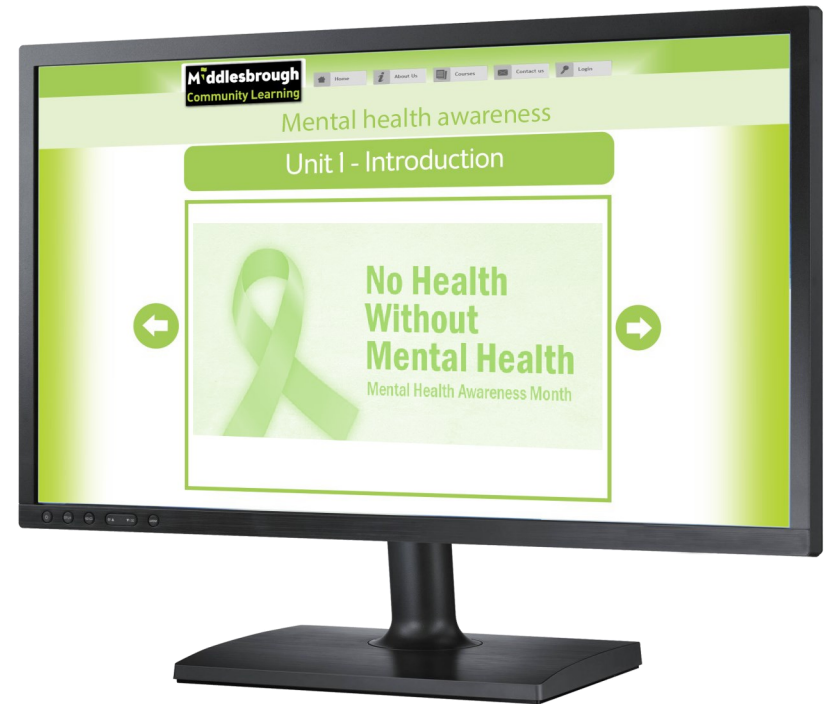 Middlesbrough
Community Learning
Home
About Us
Courses
Contact us
Login
Mental health awareness
Unit I - Introduction
No Health
Without
Mental Health
Mental Health Awareness Month